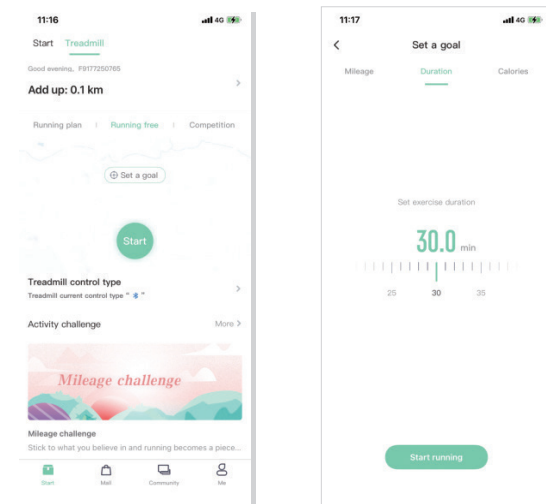 11:16
4G
Start Treadmill
Good evening, F9177250765
Add up: 0.1 km
Running plan
Running free
Competition
Set a goal
Start
Treadmill control type
Treadmill current control type " "
Activity challenge
More
Mileage challenge
Mileage challenge
Stick to what you believe in and running becomes a piece...
Start
Mall
Community
Me
11:17
4G
Set a goal
Mileage
Duration
Calories
Set exercise duration
30.0 min
25
30
35
Start running